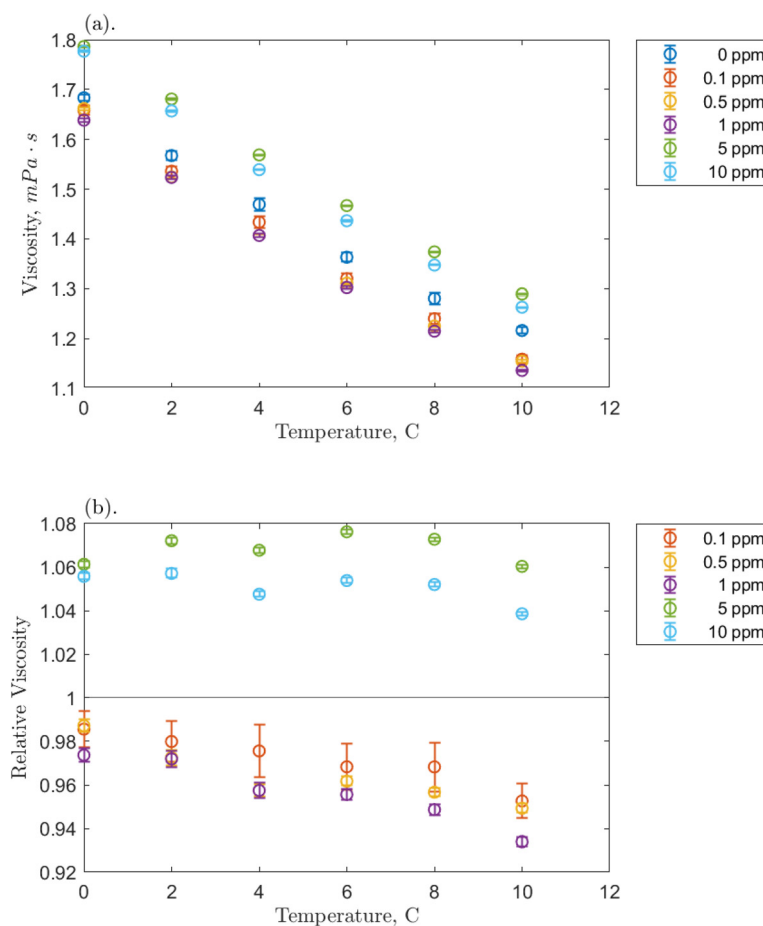 (a).
1.8
1.7
1.6
1.5
1.4
1.3
1.2
1.1
Viscosity, mPa · s
0 2 4 6 8 10 12
Temperature, C
0 ppm
0.1 ppm
0.5 ppm
1 ppm
5 ppm
10 ppm
(b).
1.08
1.06
1.04
1.02
1
0.98
0.96
0.94
0.92
Relative Viscosity
0 2 4 6 8 10 12
Temperature, C
0.1 ppm
0.5 ppm
1 ppm
5 ppm
10 ppm